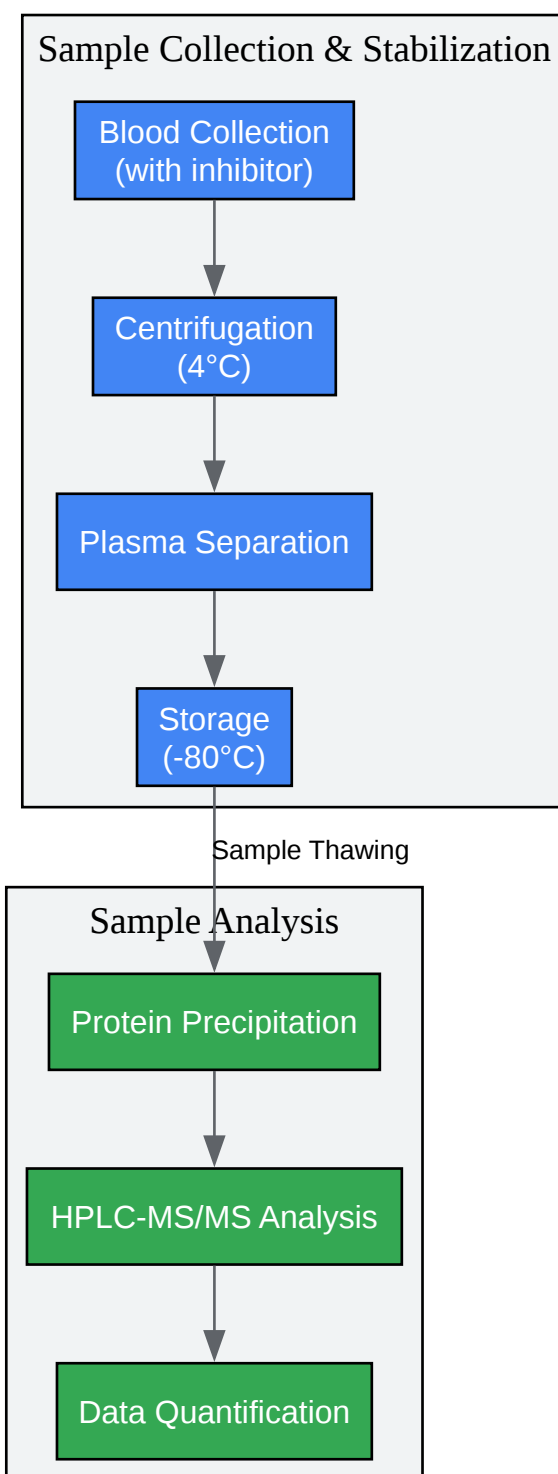 Sample Collection & Stabilization
Blood Collection
(with inhibitor)
Centrifugation
(4°C)
Plasma Separation
Storage
(-80°C)
Sample Thawing
Sample Analysis
Protein Precipitation
HPLC-MS/MS Analysis
Data Quantification